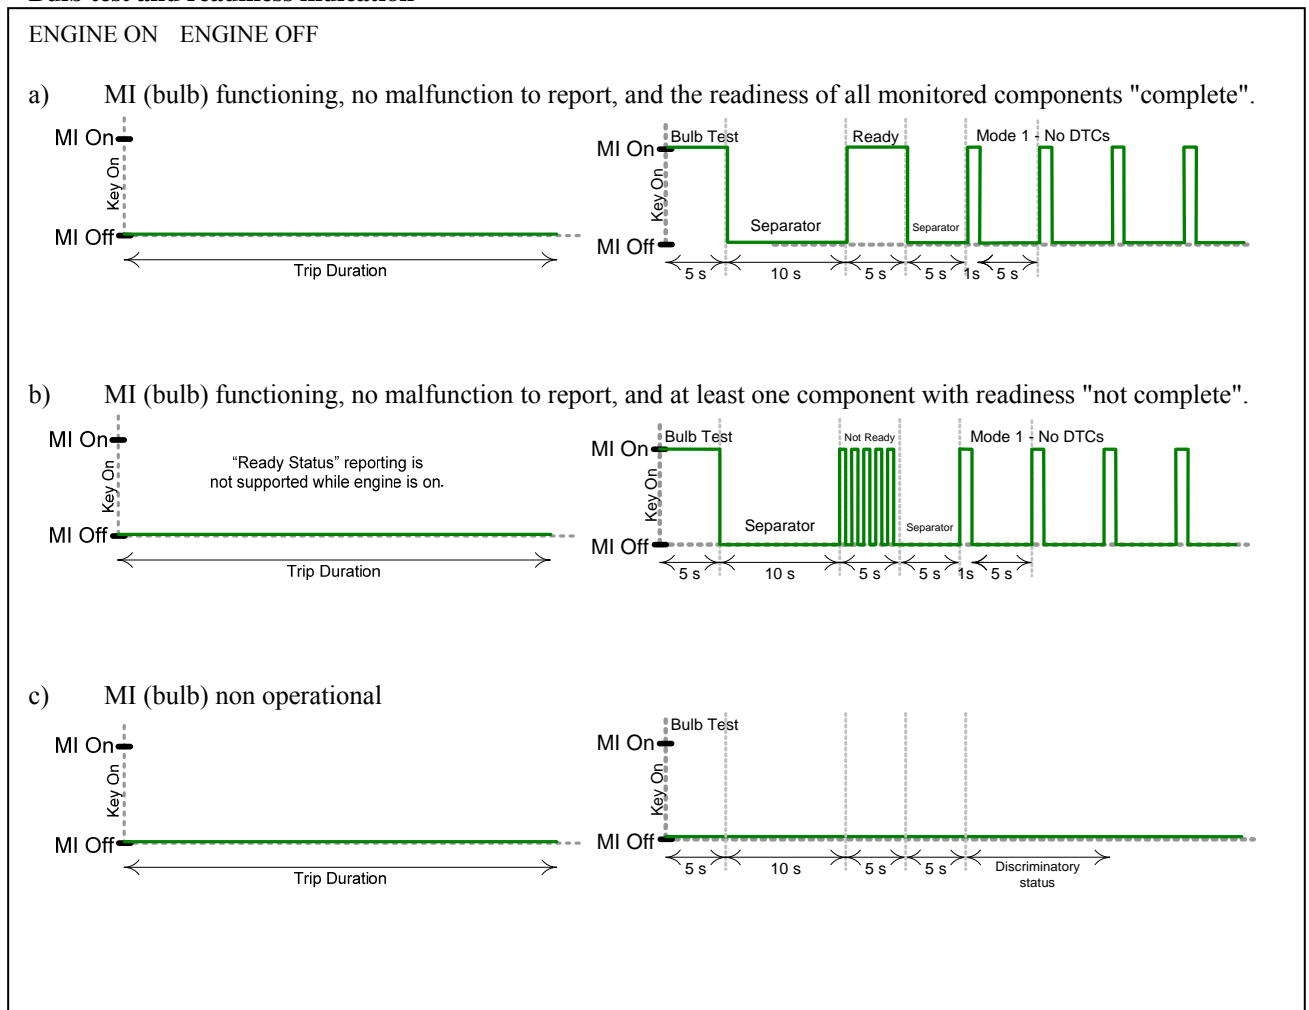 Bulb test and readiness indication
ENGINE ON ENGINE OFF
a) MI (bulb) functioning, no malfunction to report, and the readiness of all monitored components "complete".
MI On
Key On
MI Off
Trip Duration
Bulb Test
Ready
Mode 1 - No DTCs
MI On
Key On
Separator
Separator
MI Off
5 s
10 s
5 s
5 s
1s
5 s
b) MI (bulb) functioning, no malfunction to report, and at least one component with readiness "not complete".
MI On
Key On
“Ready Status” reporting is
not supported while engine is on.
MI Off
Trip Duration
Bulb Test
Not Ready
Mode 1 - No DTCs
MI On
Key On
Separator
Separator
MI Off
5 s
10 s
5 s
5 s
1s
5 s
c) MI (bulb) non operational
MI On
Key On
MI Off
Trip Duration
Bulb Test
MI On
Key On
MI Off
5 s
10 s
5 s
5 s
Discriminatory
status